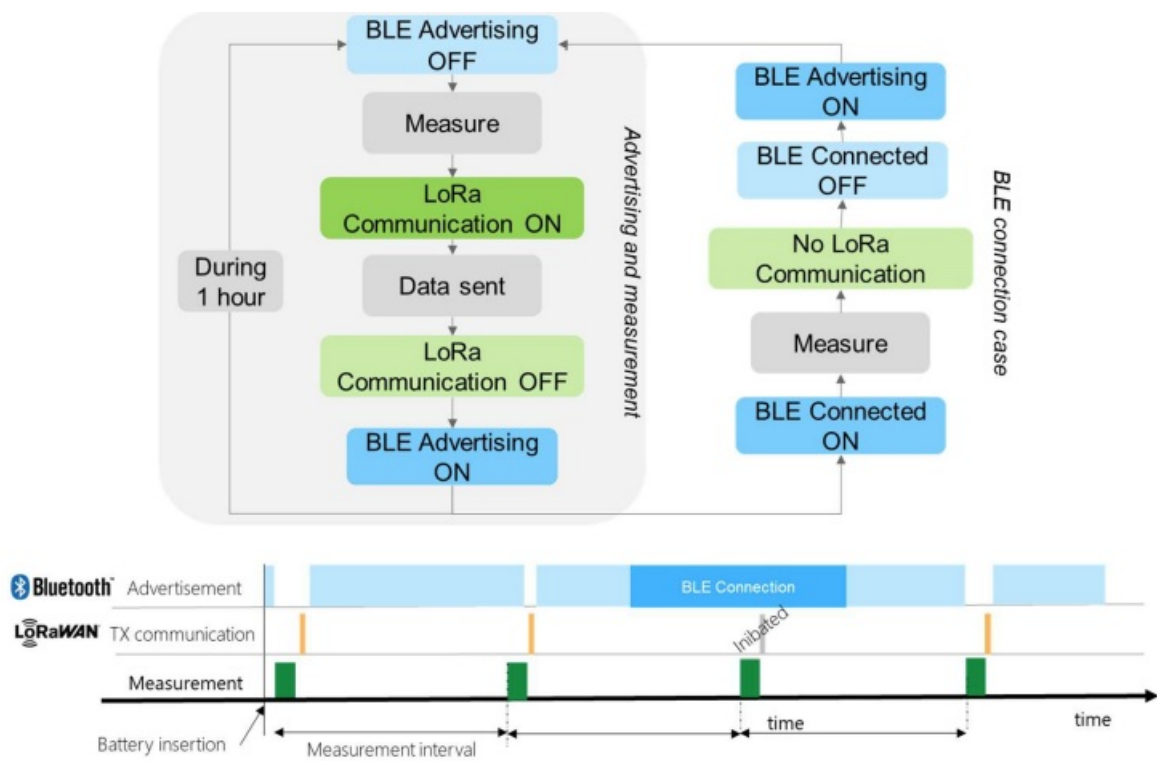 BLE Advertising
OFF
Measure
LoRa
Communication ON
Data sent
LoRa
Communication OFF
BLE Advertising
ON
During
1 hour
Advertising and measurement
BLE Advertising
ON
BLE Connected
OFF
No LoRa
Communication
Measure
BLE Connected
ON
BLE connection case
Bluetooth™ Advertisement
BLE Connection
LoRaWAN TX communication
Inibated
Measurement
time
time
Battery insertion
Measurement interval